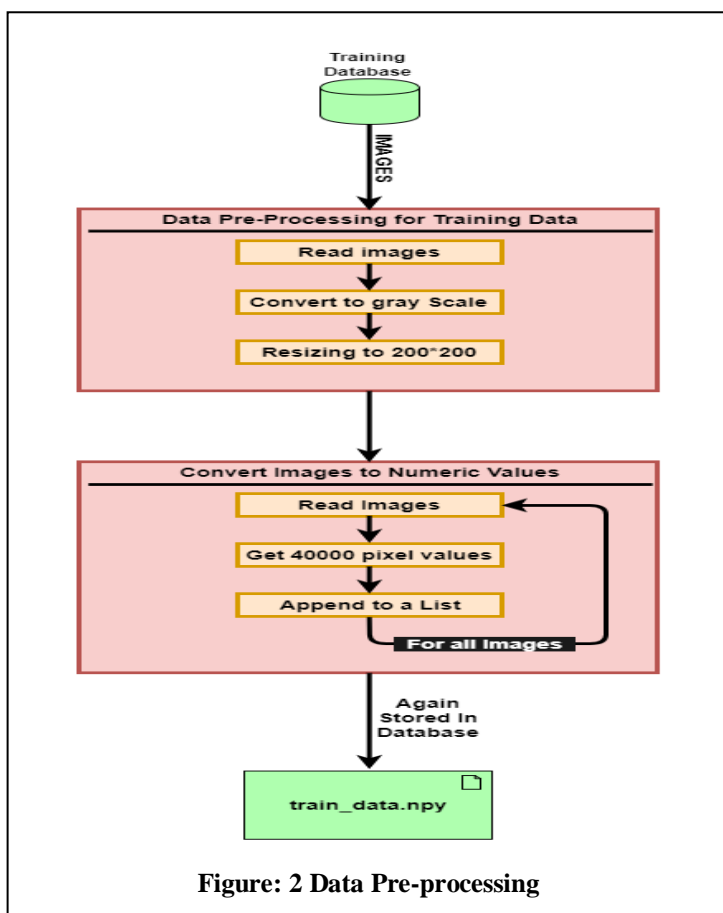 Training
Database
IMAGES
Data Pre-Processing for Training Data
Read images
Convert to gray Scale
Resizing to 200*200
Convert Images to Numeric Values
Read Images
Get 40000 pixel values
Append to a List
For all Images
Again
Stored In
Database
train_data.npy
Figure: 2 Data Pre-processing